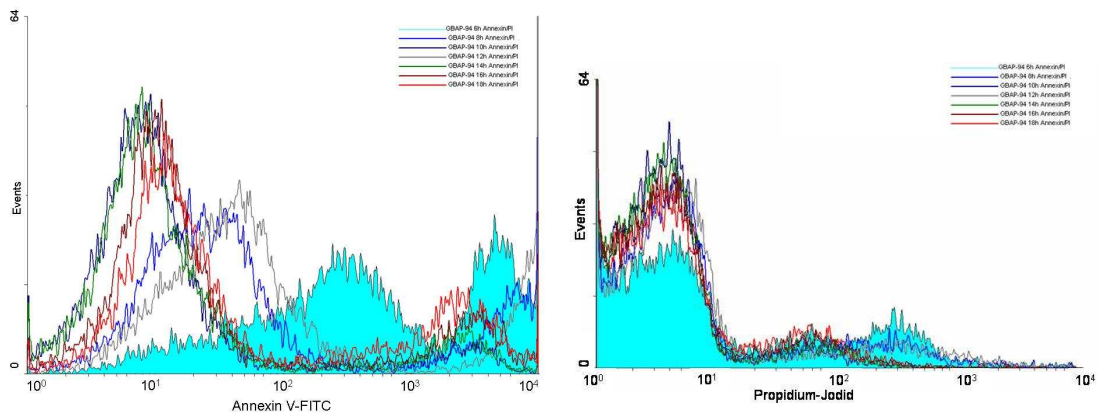 64
Events
0
GBAP-94 6h Annexin/PI
GBAP-94 8h Annexin/PI
GBAP-94 10h Annexin/PI
GBAP-94 12h Annexin/PI
GBAP-94 14h Annexin/PI
GBAP-94 16h Annexin/PI
GBAP-94 18h Annexin/PI
10^0 10^1 10^2 10^3 10^4
Annexin V-FITC
64
Events
0
GBAP-94 6h Annexin/PI
GBAP-94 8h Annexin/PI
GBAP-94 10h Annexin/PI
GBAP-94 12h Annexin/PI
GBAP-94 14h Annexin/PI
GBAP-94 16h Annexin/PI
GBAP-94 18h Annexin/PI
10^0 10^1 10^2 10^3 10^4
Propidium-Jodid